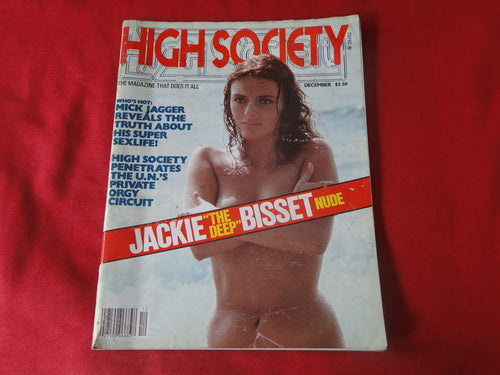 HIGH SOCIETY
THE MAGAZINE THAT DOES IT ALL
DECEMBER $2.50
WHO'S HOT:
MICK JAGGER
REVEALS THE
TRUTH ABOUT
HIS SUPER
SEXLIFE!
HIGH SOCIETY
PENETRATES
THE U.N.'S
PRIVATE
ORGY
CIRCUIT
JACKIE "THE DEEP" BISSET NUDE